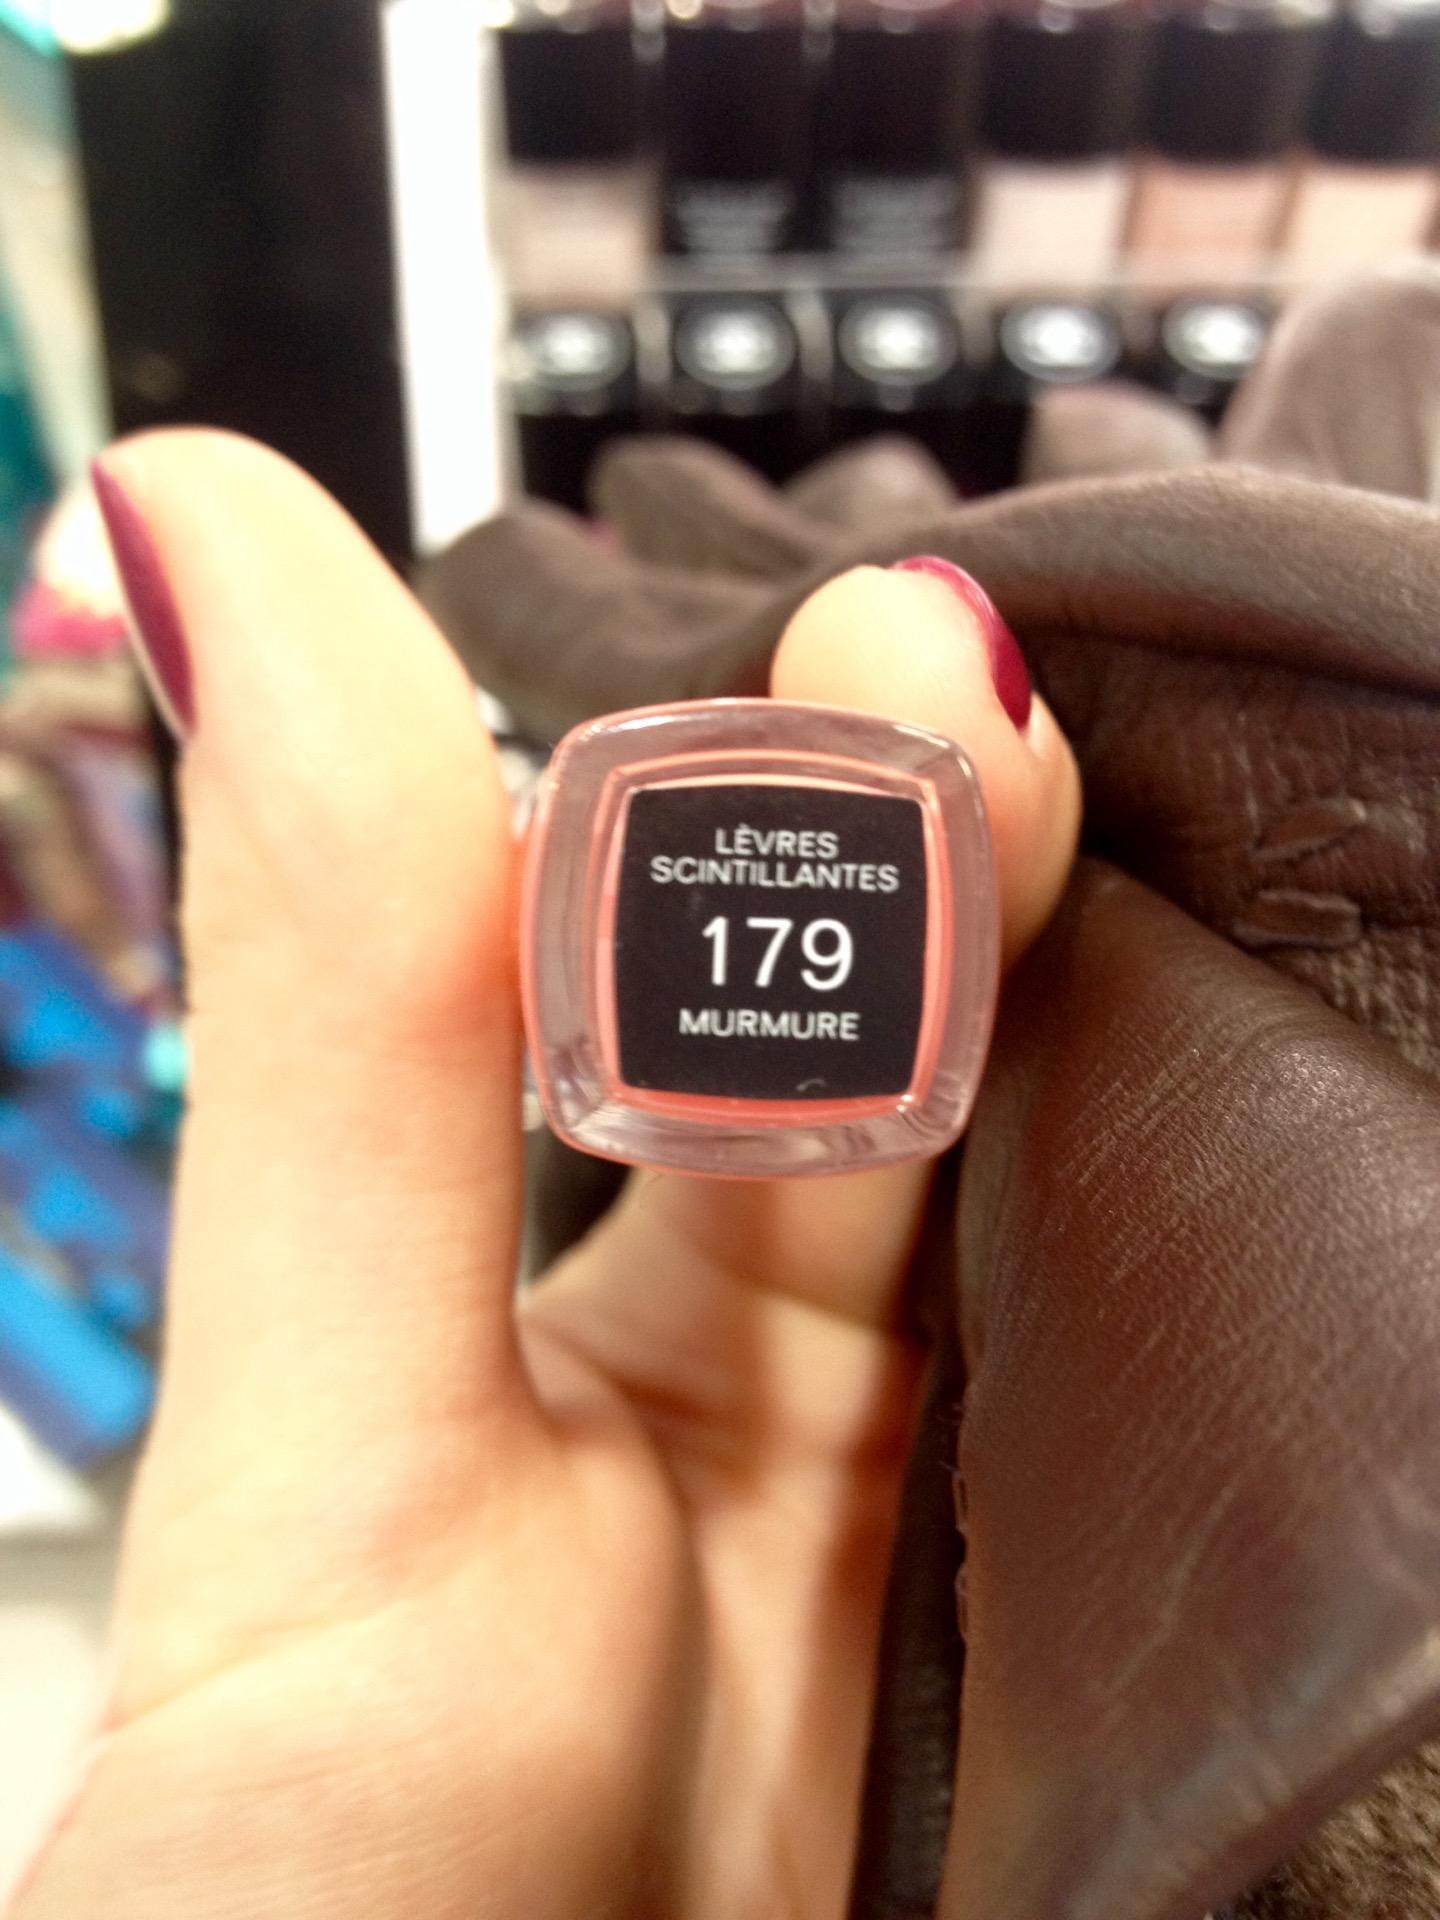 LÈVRES
SCINTILLANTES
179
MURMURE